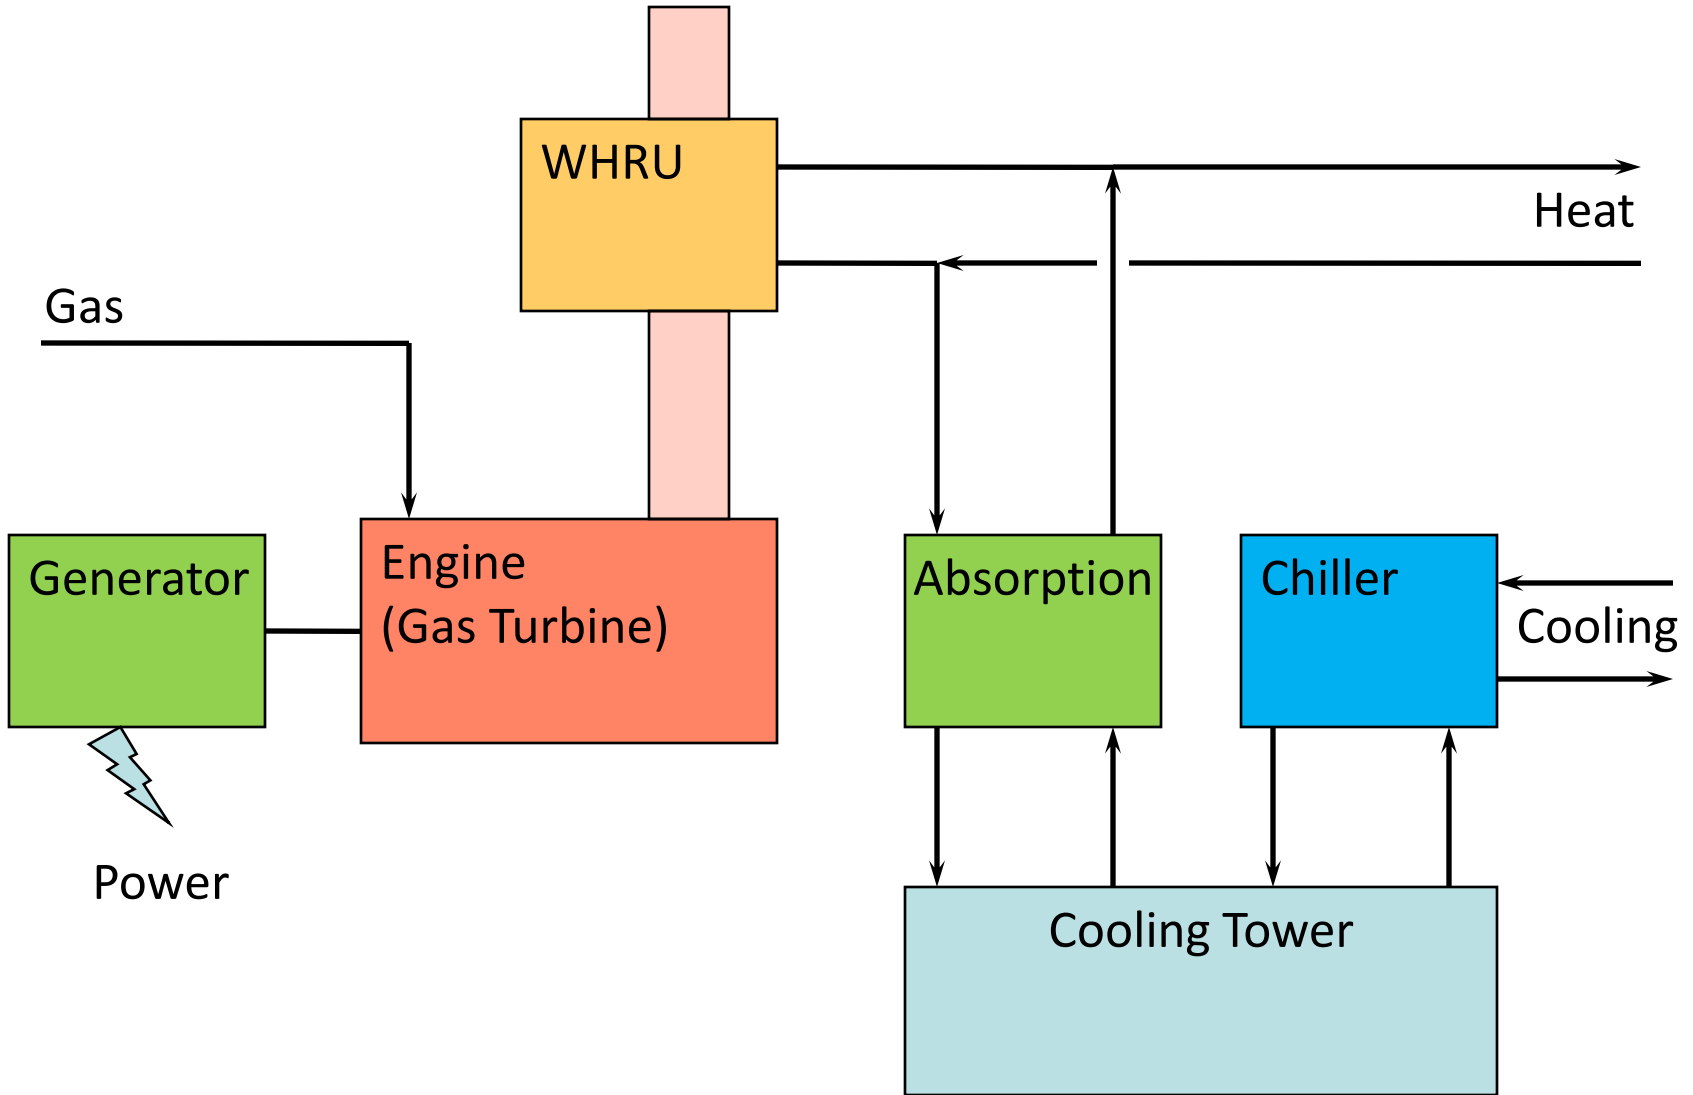 WHRU
Heat
Gas
Generator
Engine
(Gas Turbine)
Absorption
Chiller
Cooling
Power
Cooling Tower